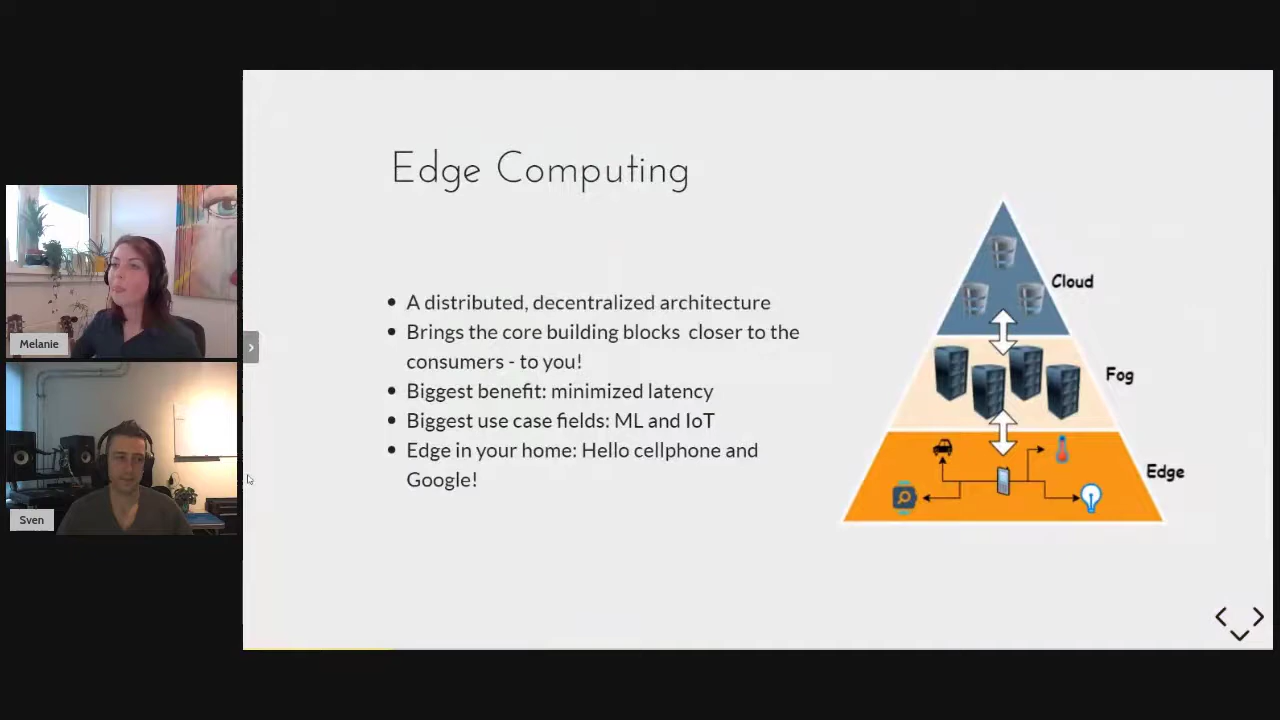 Edge Computing
A distributed, decentralized architecture
Brings the core building blocks closer to the
consumers - to you!
Biggest benefit: minimized latency
Biggest use case fields: ML and IoT
Edge in your home: Hello cellphone and
Google!
Cloud
Fog
Edge
Melanie
Sven